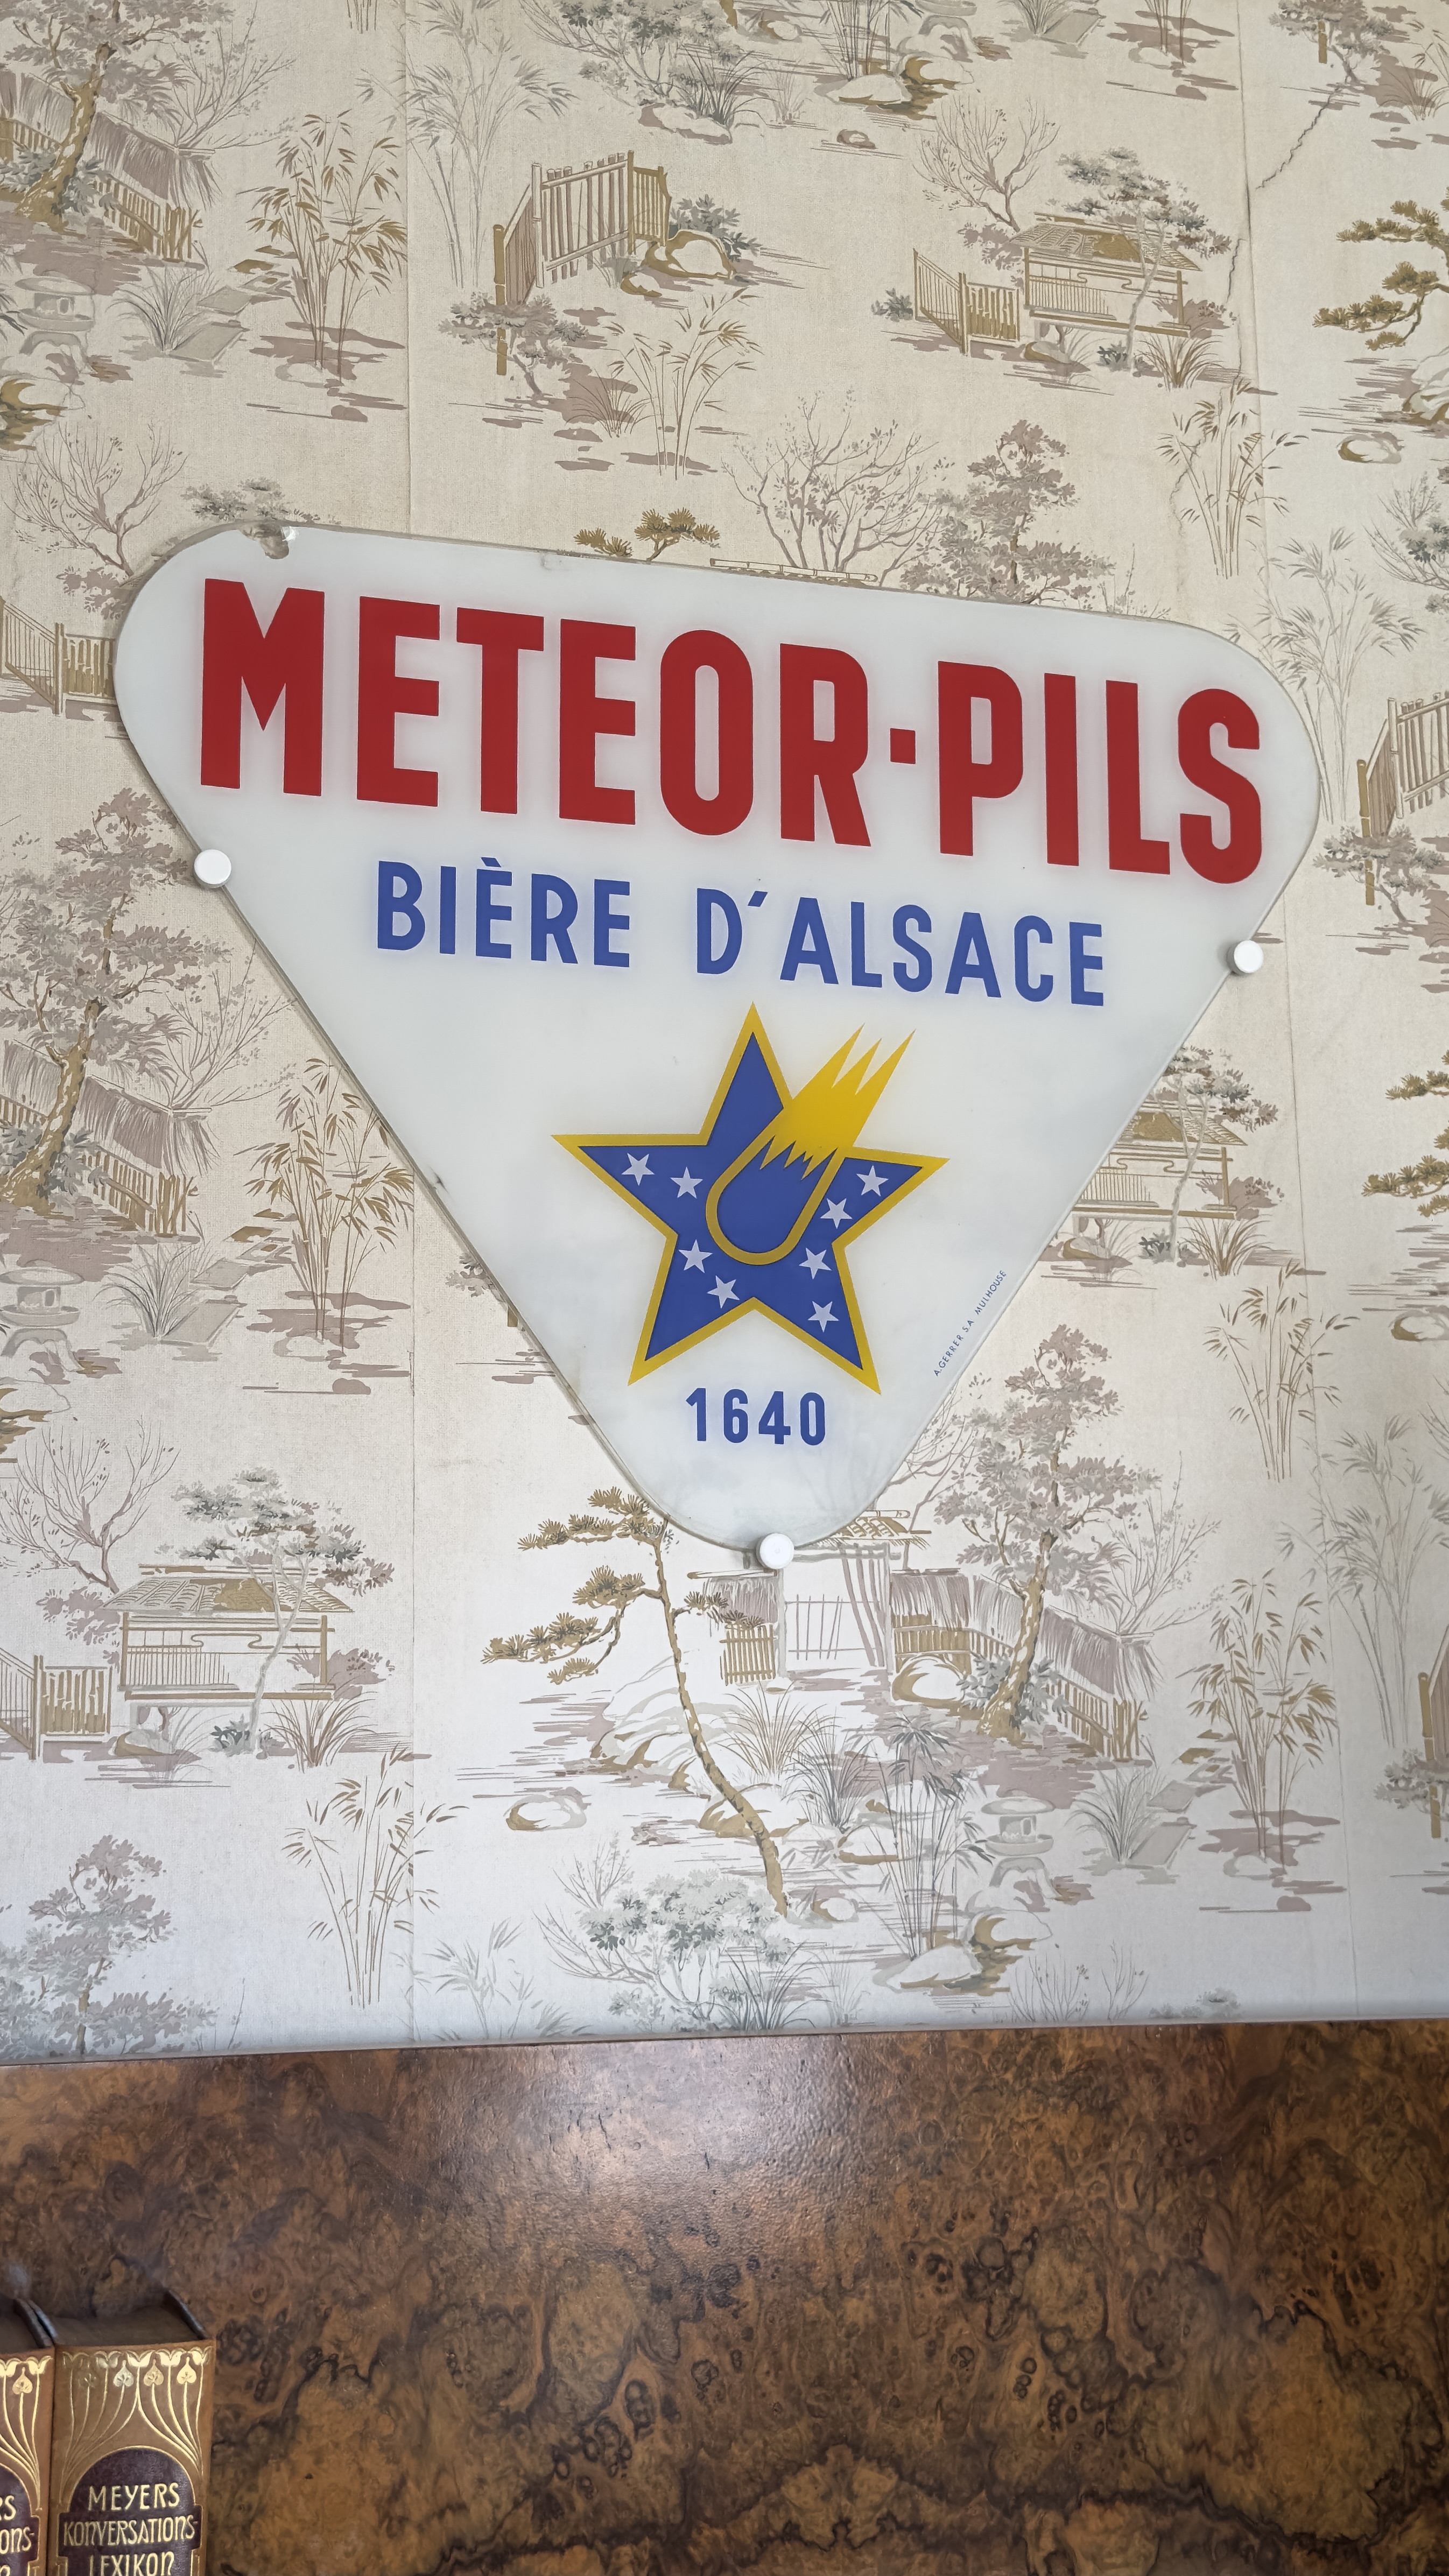 METEOR·PILS
BIÈRE D'ALSACE
1640
A.GERRER S.A MULHOUSE
MEYERS
KONVERSATIONS-
LEXIKON